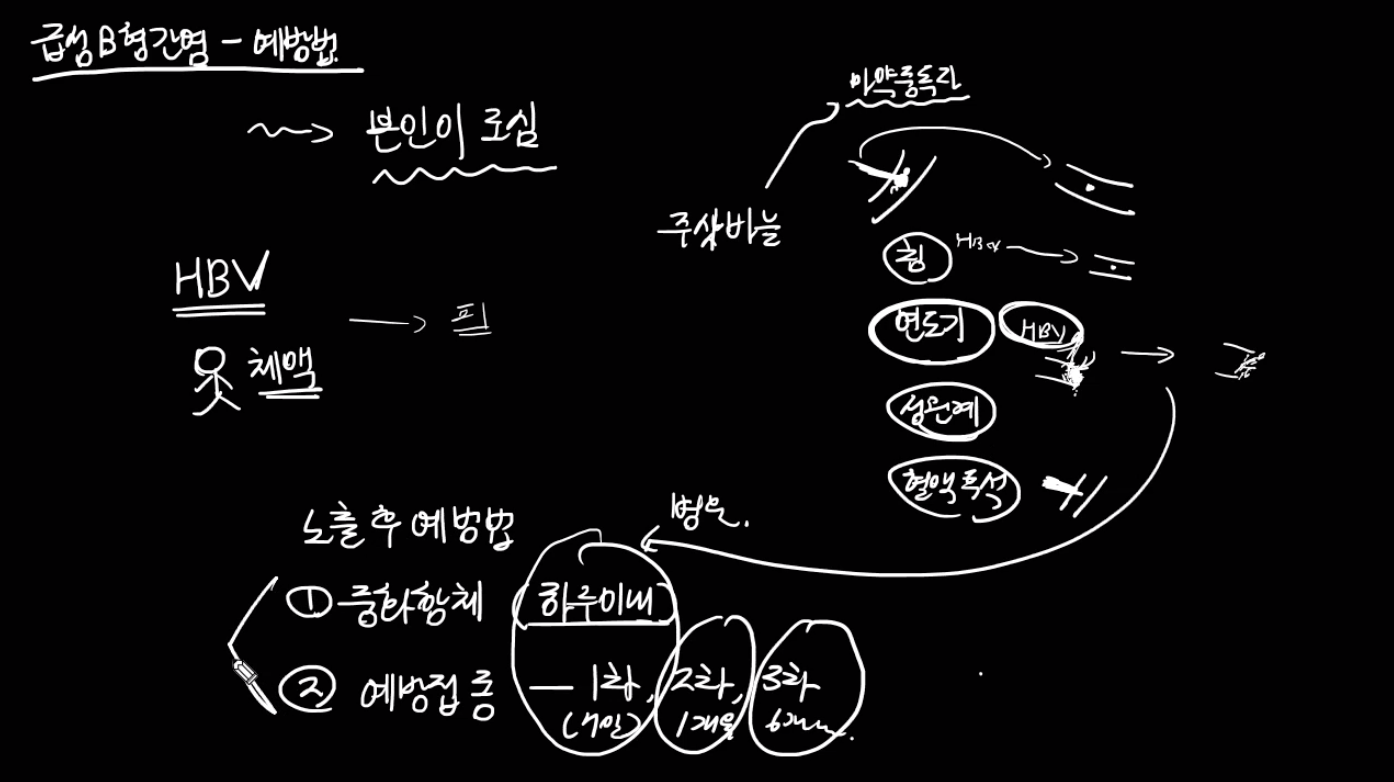 급성 B형간염 - 예방법
본인이 조심
마약중독자
주삿바늘
HBV
체액
피
침 HBV
면도기 HBV
성관계
혈액투석
노출 후 예방법
병원.
① 중화항체 하루이내
② 예방접종 — 1차, 2차, 3차
(7일) 1개월 6개